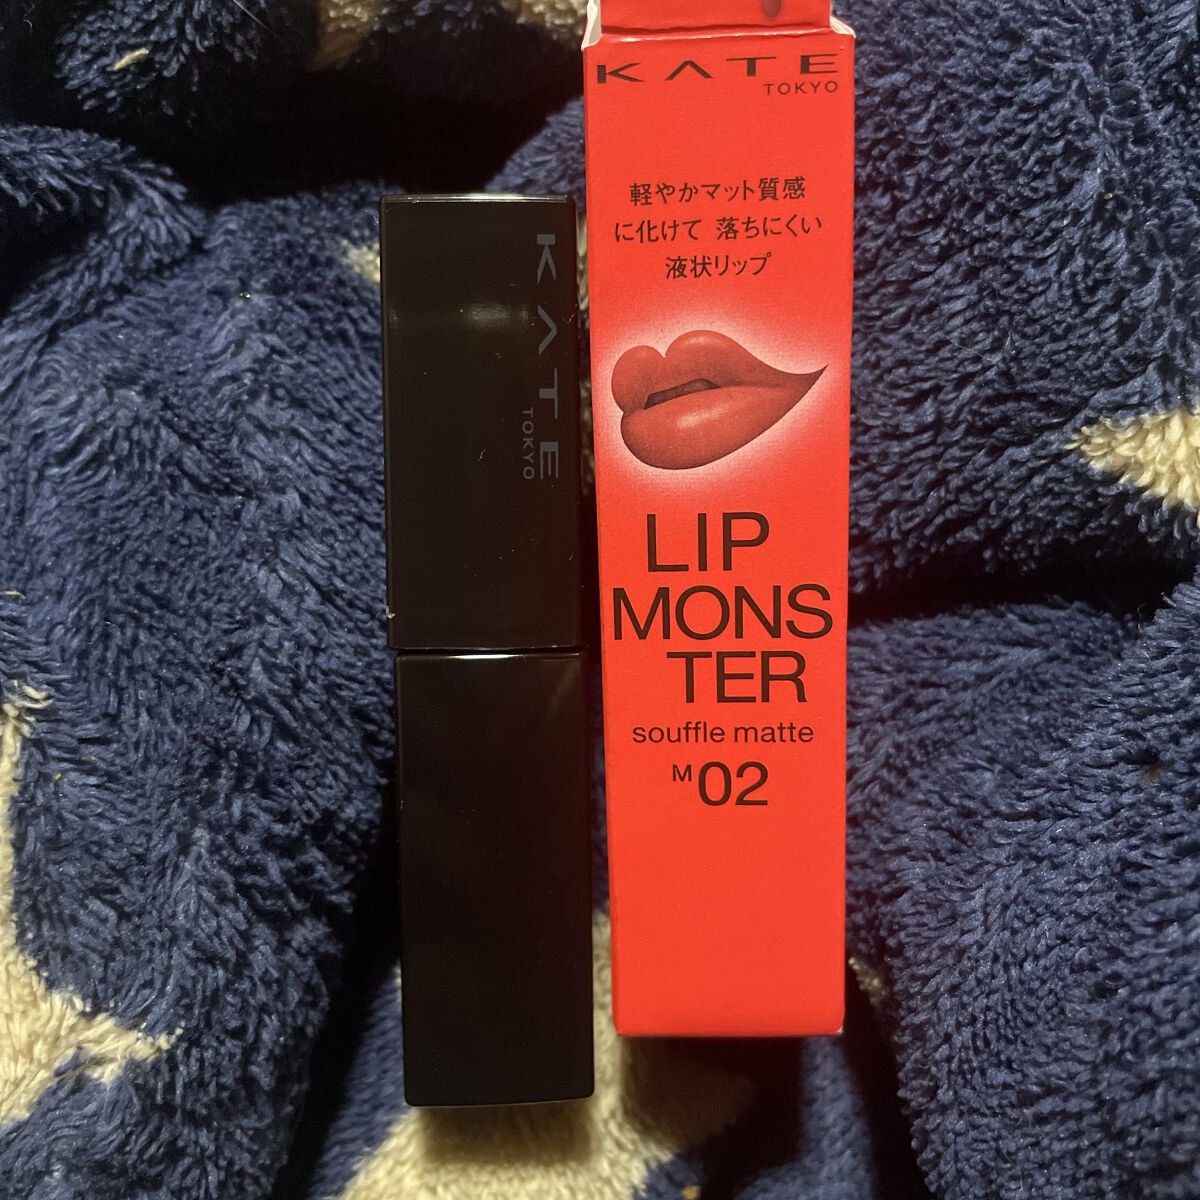 KATE
TOKYO
KATE
TOKYO
軽やかマット質感
に化けて 落ちにくい
液状リップ
LIP
MONS
TER
souffle matte
M02